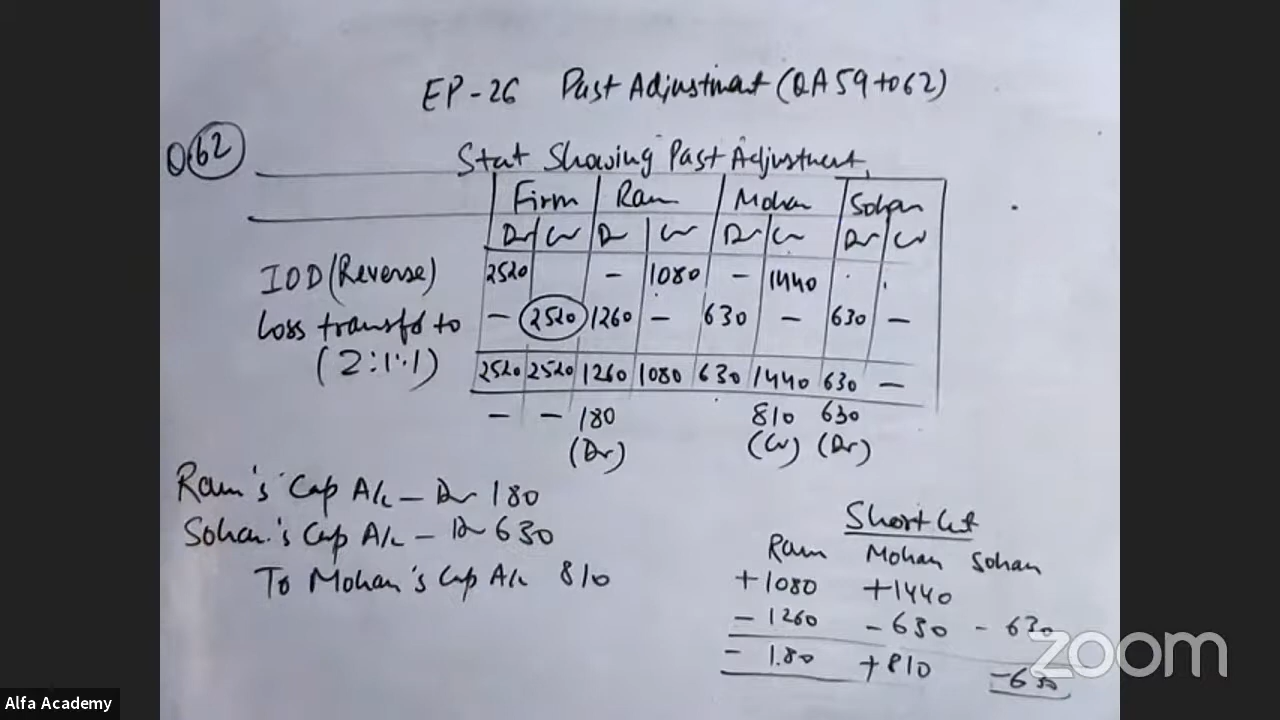 EP-26 Past Adjustment (QA59 to 62)
Q62
Stat Showing Past Adjustment
Firm Ram Mohan Sohan
Dr Cr Dr Cr Dr Cr Dr Cr
IOD (Reverse) 2520 - 1080 - 1440
Loss transfd to - 2520 1260 - 630 - 630 -
(2:1:1)
2520 2520 1260 1080 630 1440 630 -
- - 180 810 630
(Dr) (Cr) (Dr)
Ram's Cap A/c - Dr 180
Sohan's Cap A/c - Dr 630
To Mohan's Cap A/c 810
Short Cut
Ram Mohan Sohan
+1080 +1440
- 1260 - 630 - 630
- 180 +810 -630
zoom
Alfa Academy